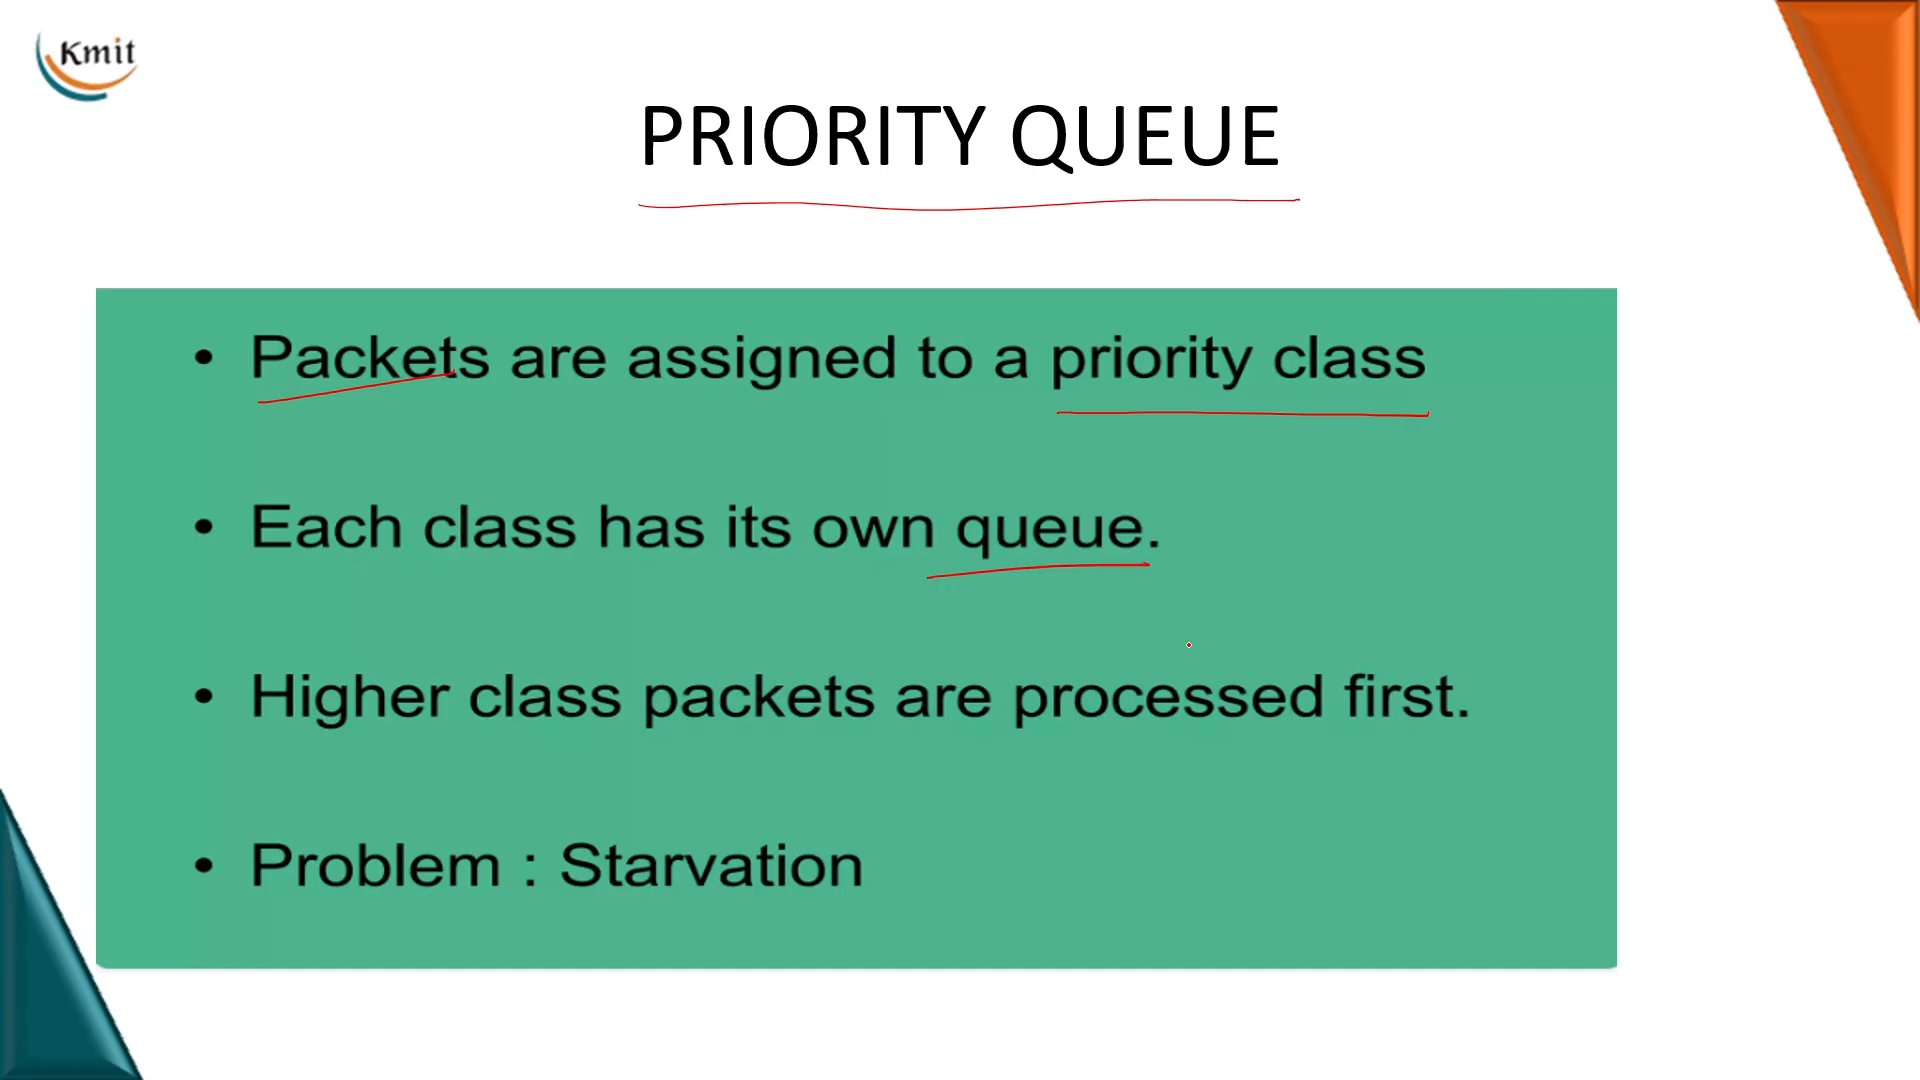 Kmit
PRIORITY QUEUE
• Packets are assigned to a priority class
• Each class has its own queue.
• Higher class packets are processed first.
• Problem : Starvation